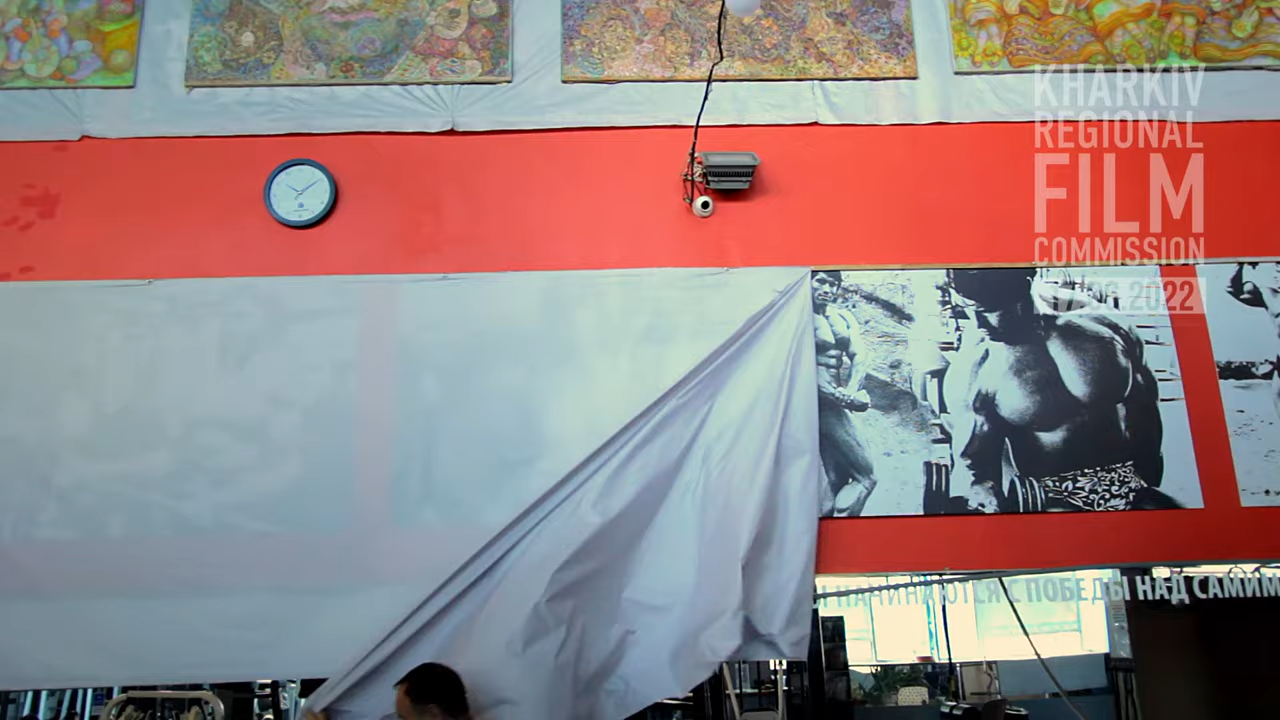 KHARKIV
REGIONAL
FILM
COMMISSION
2022
НАЧИНАЮТСЯ С ПОБЕДЫ НАД САМИМ